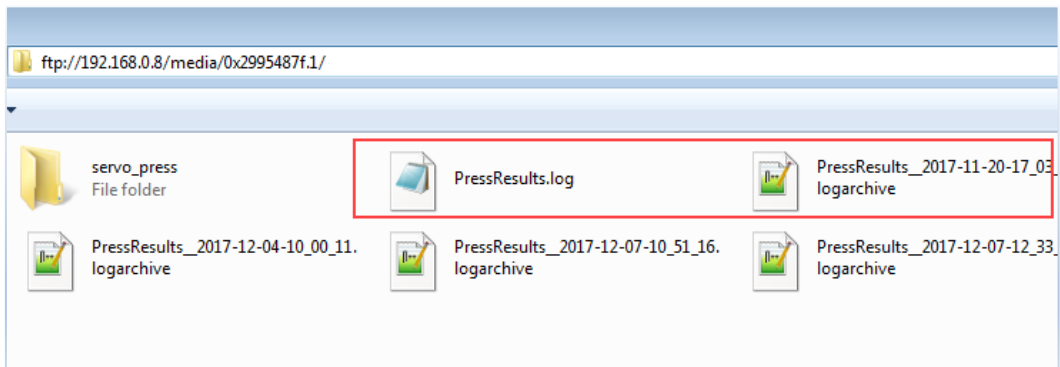 ftp://192.168.0.8/media/0x2995487f.1/
servo_press
File folder
PressResults.log
PressResults__2017-11-20-17_03_
logarchive
PressResults__2017-12-04-10_00_11.
logarchive
PressResults__2017-12-07-10_51_16.
logarchive
PressResults__2017-12-07-12_33_
logarchive